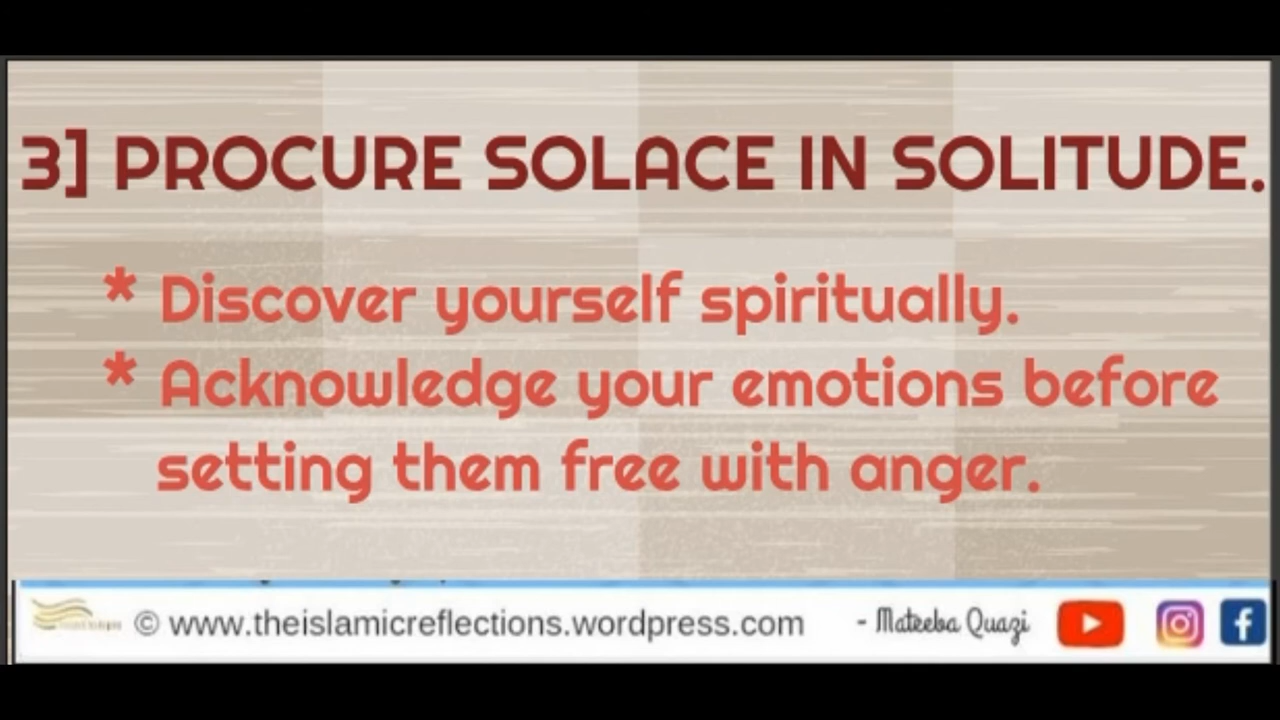 3] PROCURE SOLACE IN SOLITUDE.
* Discover yourself spiritually.
* Acknowledge your emotions before
setting them free with anger.
© www.theislamicreflections.wordpress.com
- Mateeba Quazi